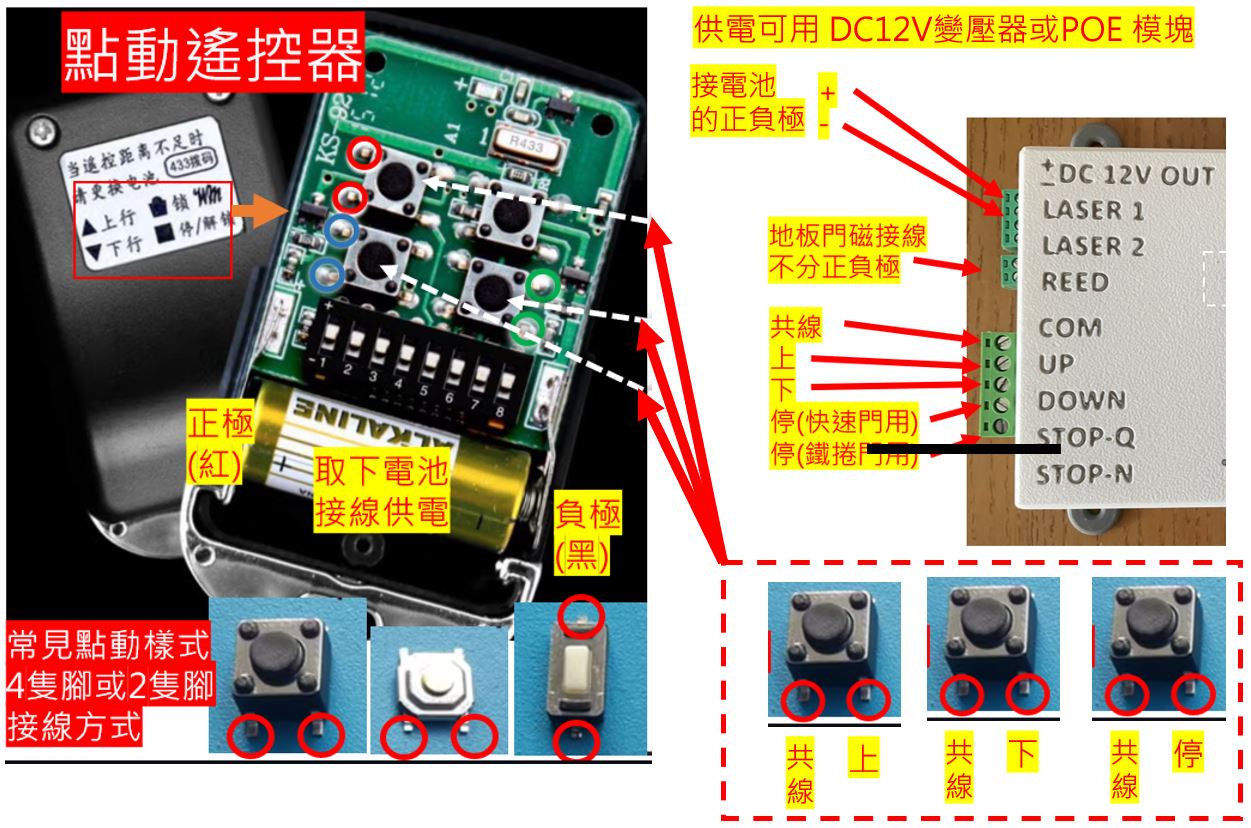 點動遙控器
当遥控距离不足时
请更换电池
433拨码
▲上行 锁
▼下行 停/解锁
KS-92
A1
R433
1
+
-
1 2 3 4 5 6 7 8
ALKALINE
正極
(紅)
取下電池
接線供電
負極
(黑)
常見點動樣式
4隻腳或2隻腳
接線方式
供電可用 DC12V變壓器或POE 模塊
接電池 +
的正負極 -
地板門磁接線
不分正負極
共線
上
下
停(快速門用)
停(鐵捲門用)
+
- DC 12V OUT
LASER 1
LASER 2
REED
COM
UP
DOWN
STOP-Q
STOP-N
共線
上
共線
下
共線
停